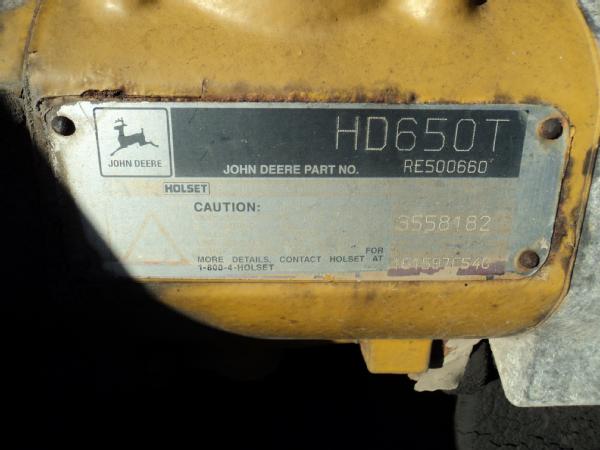 HD650T
JOHN DEERE
JOHN DEERE PART NO. RE500660
HOLSET
CAUTION:
3558182
FOR
MORE DETAILS, CONTACT HOLSET AT
1-800-4-HOLSET